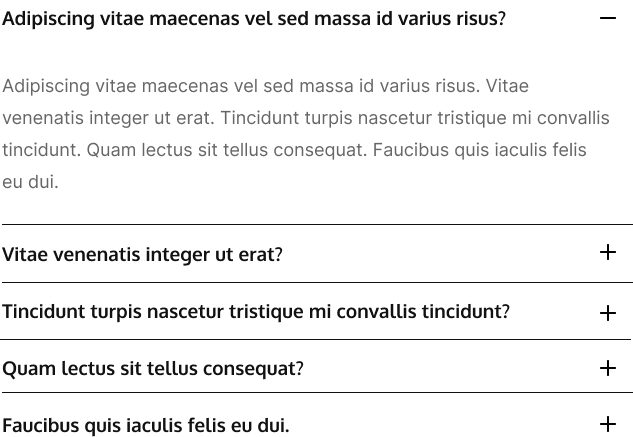 Adipiscing vitae maecenas vel sed massa id varius risus?
Adipiscing vitae maecenas vel sed massa id varius risus. Vitae
venenatis integer ut erat. Tincidunt turpis nascetur tristique mi convallis
tincidunt. Quam lectus sit tellus consequat. Faucibus quis iaculis felis
eu dui.
Vitae venenatis integer ut erat?
Tincidunt turpis nascetur tristique mi convallis tincidunt?
Quam lectus sit tellus consequat?
Faucibus quis iaculis felis eu dui.